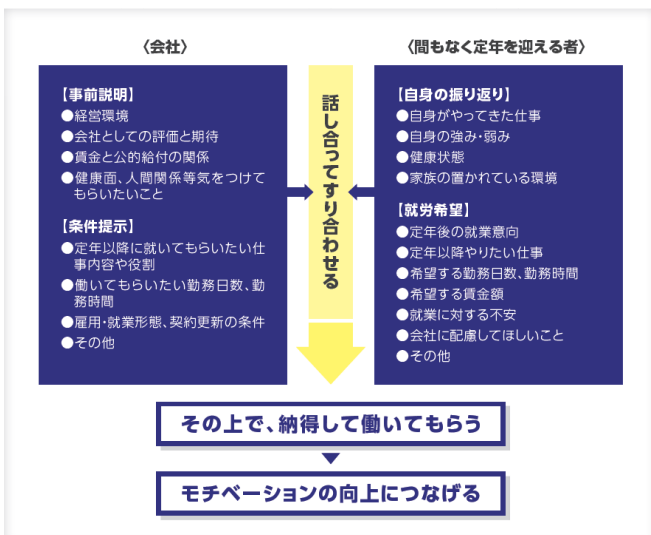 〈会社〉
【事前説明】
●経営環境
●会社としての評価と期待
●賃金と公的給付の関係
●健康面、人間関係等気をつけて
もらいたいこと
【条件提示】
●定年以降に就いてもらいたい仕
事内容や役割
●働いてもらいたい勤務日数、勤
務時間
●雇用・就業形態、契約更新の条件
●その他
話し合ってすり合わせる
〈間もなく定年を迎える者〉
【自身の振り返り】
●自身がやってきた仕事
●自身の強み・弱み
●健康状態
●家族の置かれている環境
【就労希望】
●定年後の就業意向
●定年以降やりたい仕事
●希望する勤務日数、勤務時間
●希望する賃金額
●就業に対する不安
●会社に配慮してほしいこと
●その他
その上で、納得して働いてもらう
モチベーションの向上につなげる